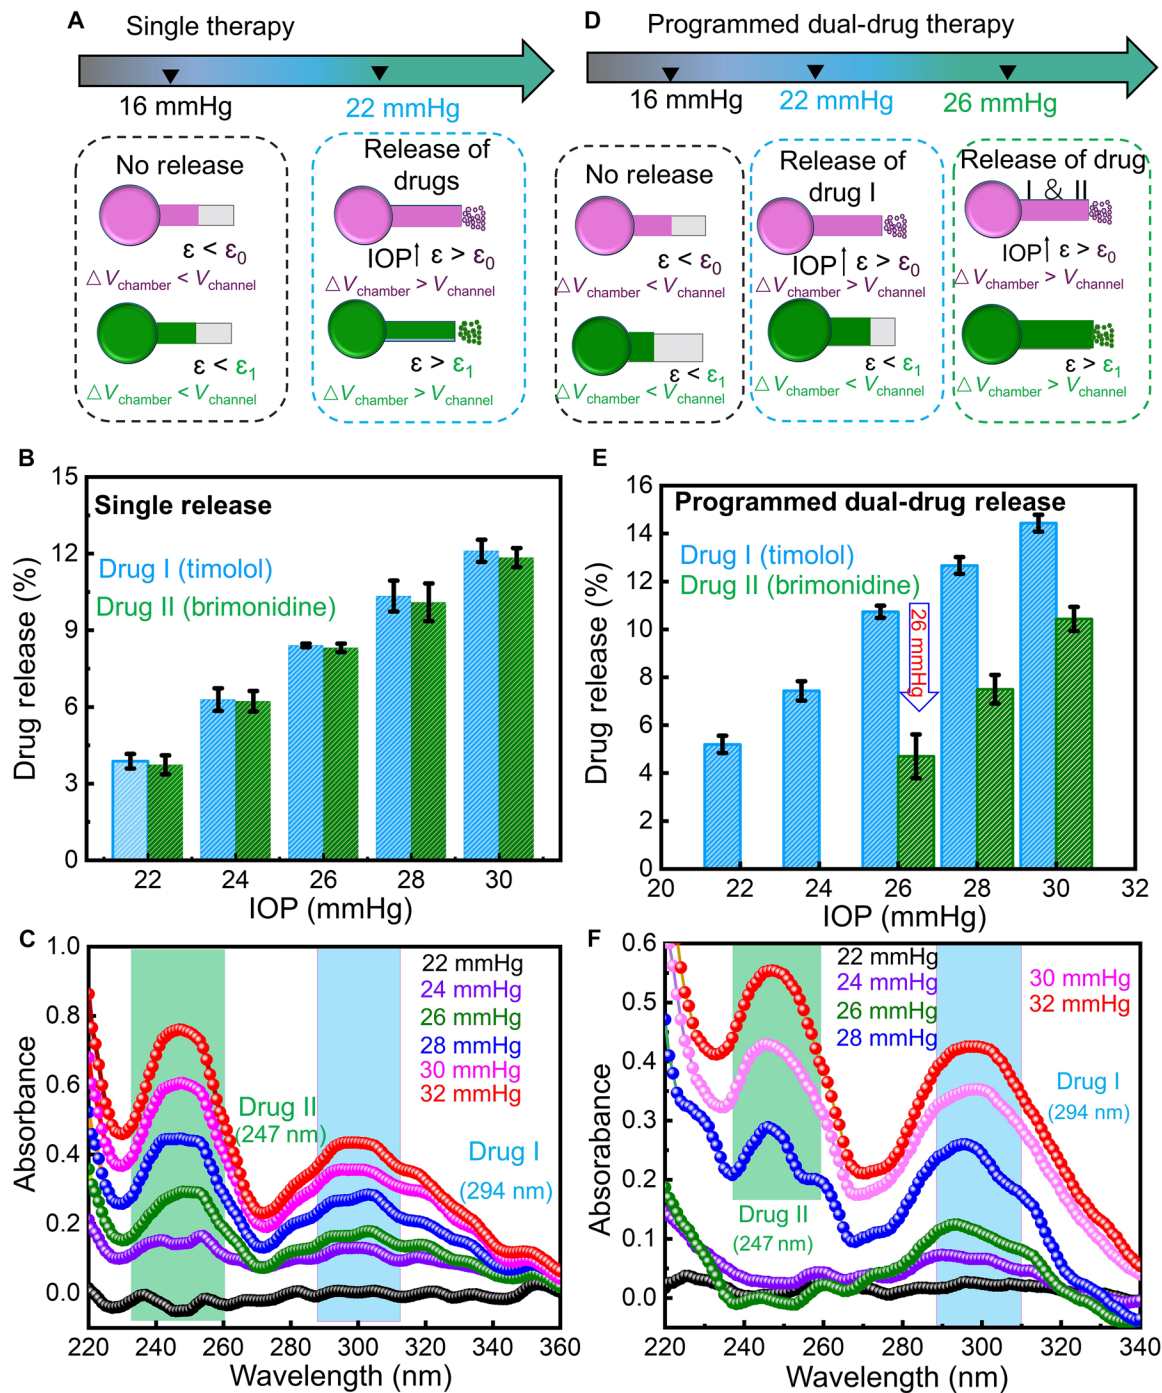 A
Single therapy
16 mmHg
22 mmHg
No release
ε < ε0
△Vchamber < Vchannel
ε < ε1
△Vchamber < Vchannel
Release of
drugs
IOP↑ ε > ε0
△Vchamber > Vchannel
ε > ε1
△Vchamber > Vchannel
D
Programmed dual-drug therapy
16 mmHg
22 mmHg
26 mmHg
No release
ε < ε0
△Vchamber < Vchannel
ε < ε1
△Vchamber < Vchannel
Release of
drug I
IOP↑ ε > ε0
△Vchamber > Vchannel
ε < ε1
△Vchamber < Vchannel
Release of drug
I & II
IOP↑ ε > ε0
△Vchamber > Vchannel
ε > ε1
△Vchamber > Vchannel
B
Single release
Drug I (timolol)
Drug II (brimonidine)
Drug release (%)
15
12
9
6
3
0
22 24 26 28 30
IOP (mmHg)
E
Programmed dual-drug release
Drug I (timolol)
Drug II (brimonidine)
26 mmHg
Drug release (%)
16
14
12
10
8
6
4
2
0
20 22 24 26 28 30 32
IOP (mmHg)
C
22 mmHg
24 mmHg
26 mmHg
28 mmHg
30 mmHg
32 mmHg
Drug II
(247 nm)
Drug I
(294 nm)
Absorbance
1.0
0.8
0.6
0.4
0.2
0.0
220 240 260 280 300 320 340 360
Wavelength (nm)
F
22 mmHg
24 mmHg
26 mmHg
28 mmHg
30 mmHg
32 mmHg
Drug I
(294 nm)
Drug II
(247 nm)
Absorabance
0.6
0.5
0.4
0.3
0.2
0.1
0.0
220 240 260 280 300 320 340
Wavelength (nm)